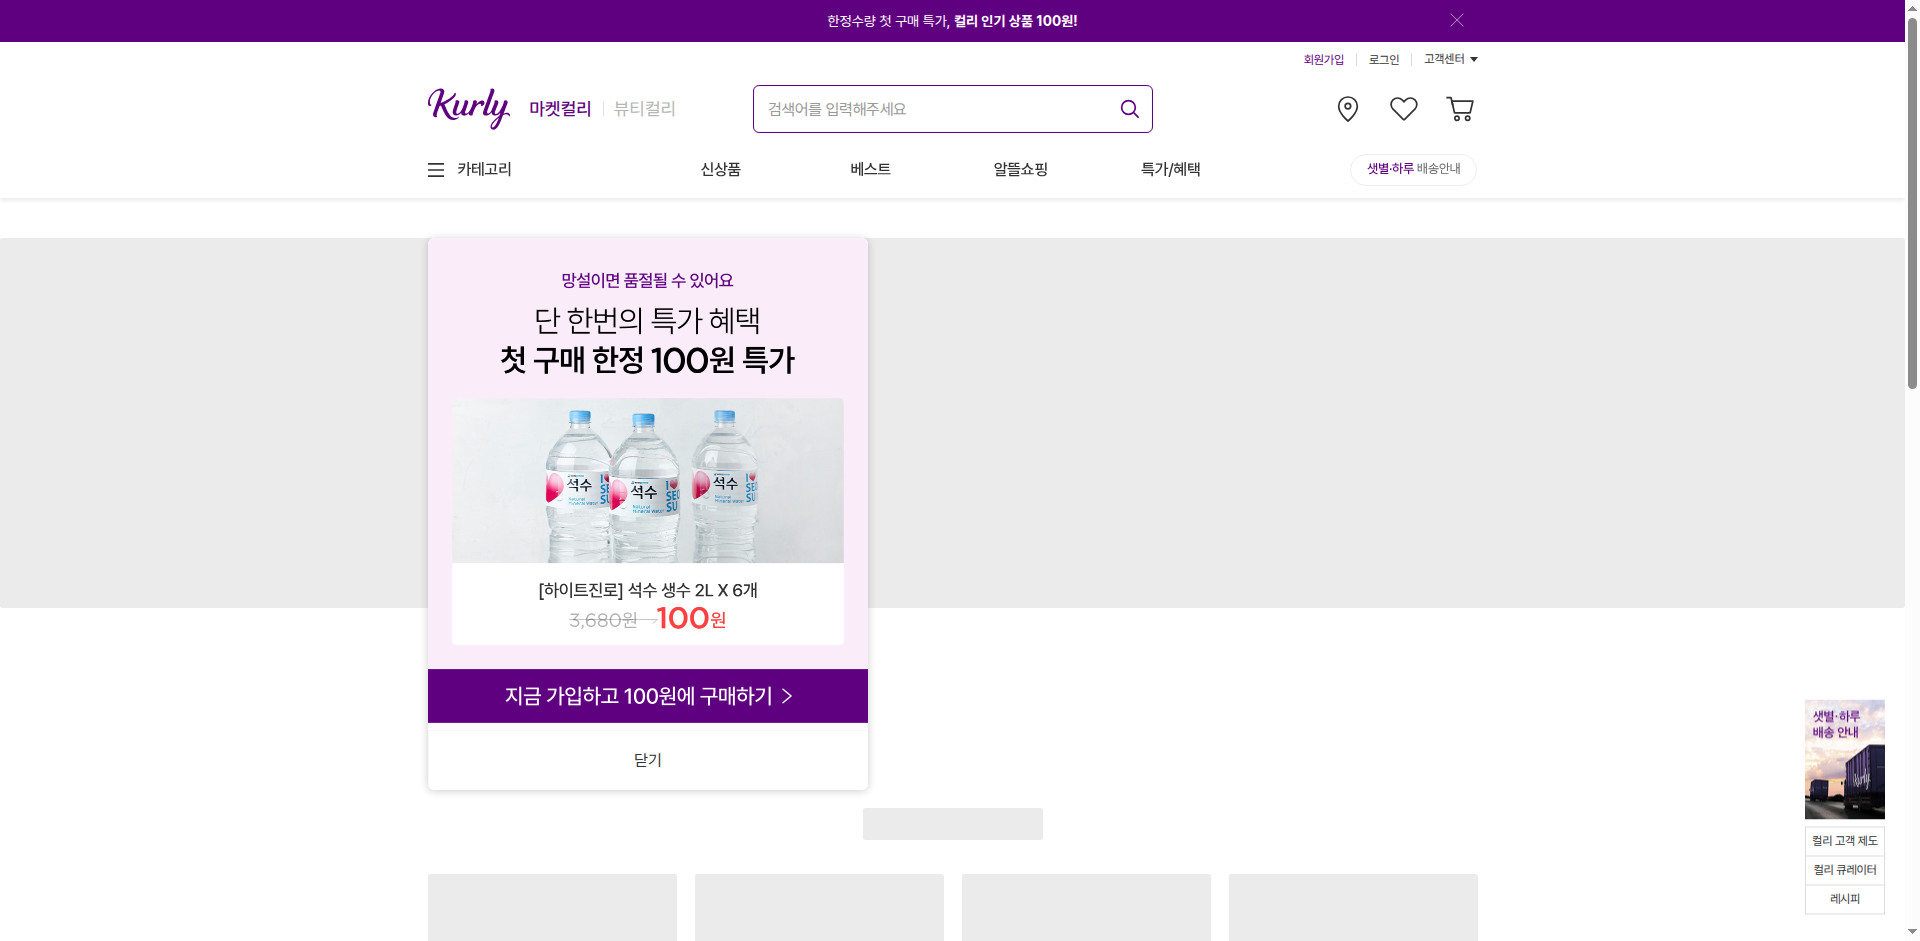 한정수량 첫 구매 특가, 컬리 인기 상품 100원!
회원가입
로그인
고객센터
Kurly
마켓컬리
뷰티컬리
검색어를 입력해주세요
카테고리
신상품
베스트
알뜰쇼핑
특가/혜택
샛별·하루 배송안내
망설이면 품절될 수 있어요
단 한번의 특가 혜택
첫 구매 한정 100원 특가
석수
석수
석수
[하이트진로] 석수 생수 2L X 6개
3,680원→100원
지금 가입하고 100원에 구매하기 >
닫기
샛별·하루
배송 안내
Kurly
컬리 고객 제도
컬리 큐레이터
레시피